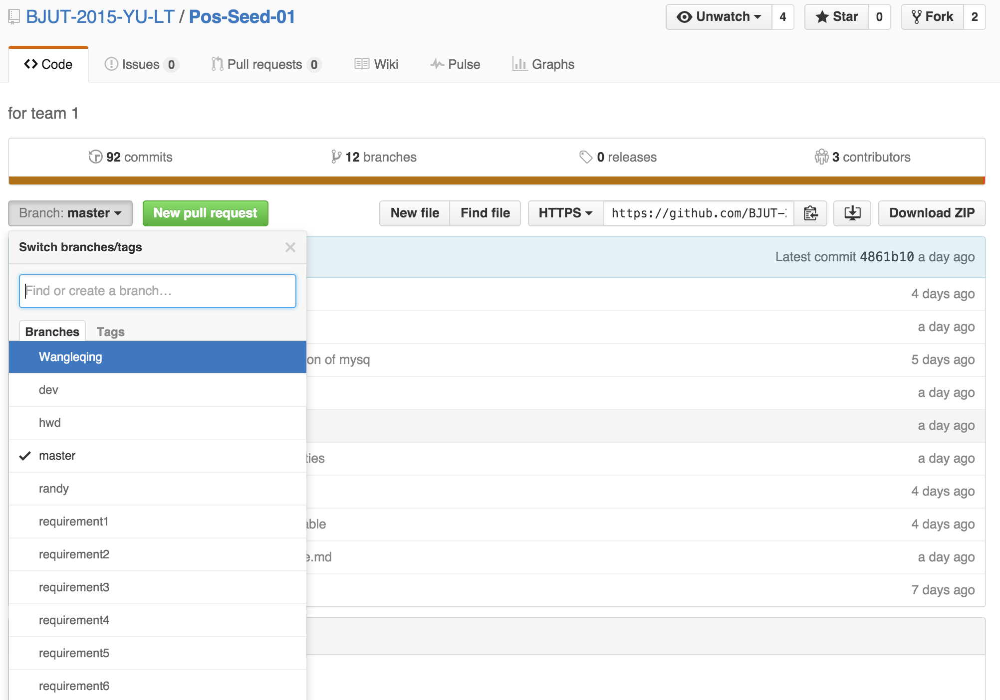 BJUT-2015-YU-LT / Pos-Seed-01
Unwatch 4 Star 0 Fork 2
Code Issues 0 Pull requests 0 Wiki Pulse Graphs
for team 1
92 commits 12 branches 0 releases 3 contributors
Branch: master New pull request New file Find file HTTPS https://github.com/BJUT- Download ZIP
Switch branches/tags
Latest commit 4861b10 a day ago
Find or create a branch…
4 days ago
Branches Tags
a day ago
Wangleqing
on of mysq 5 days ago
dev
a day ago
hwd
a day ago
master
ties a day ago
randy
4 days ago
requirement1
able 4 days ago
requirement2
e.md a day ago
requirement3
7 days ago
requirement4
requirement5
requirement6